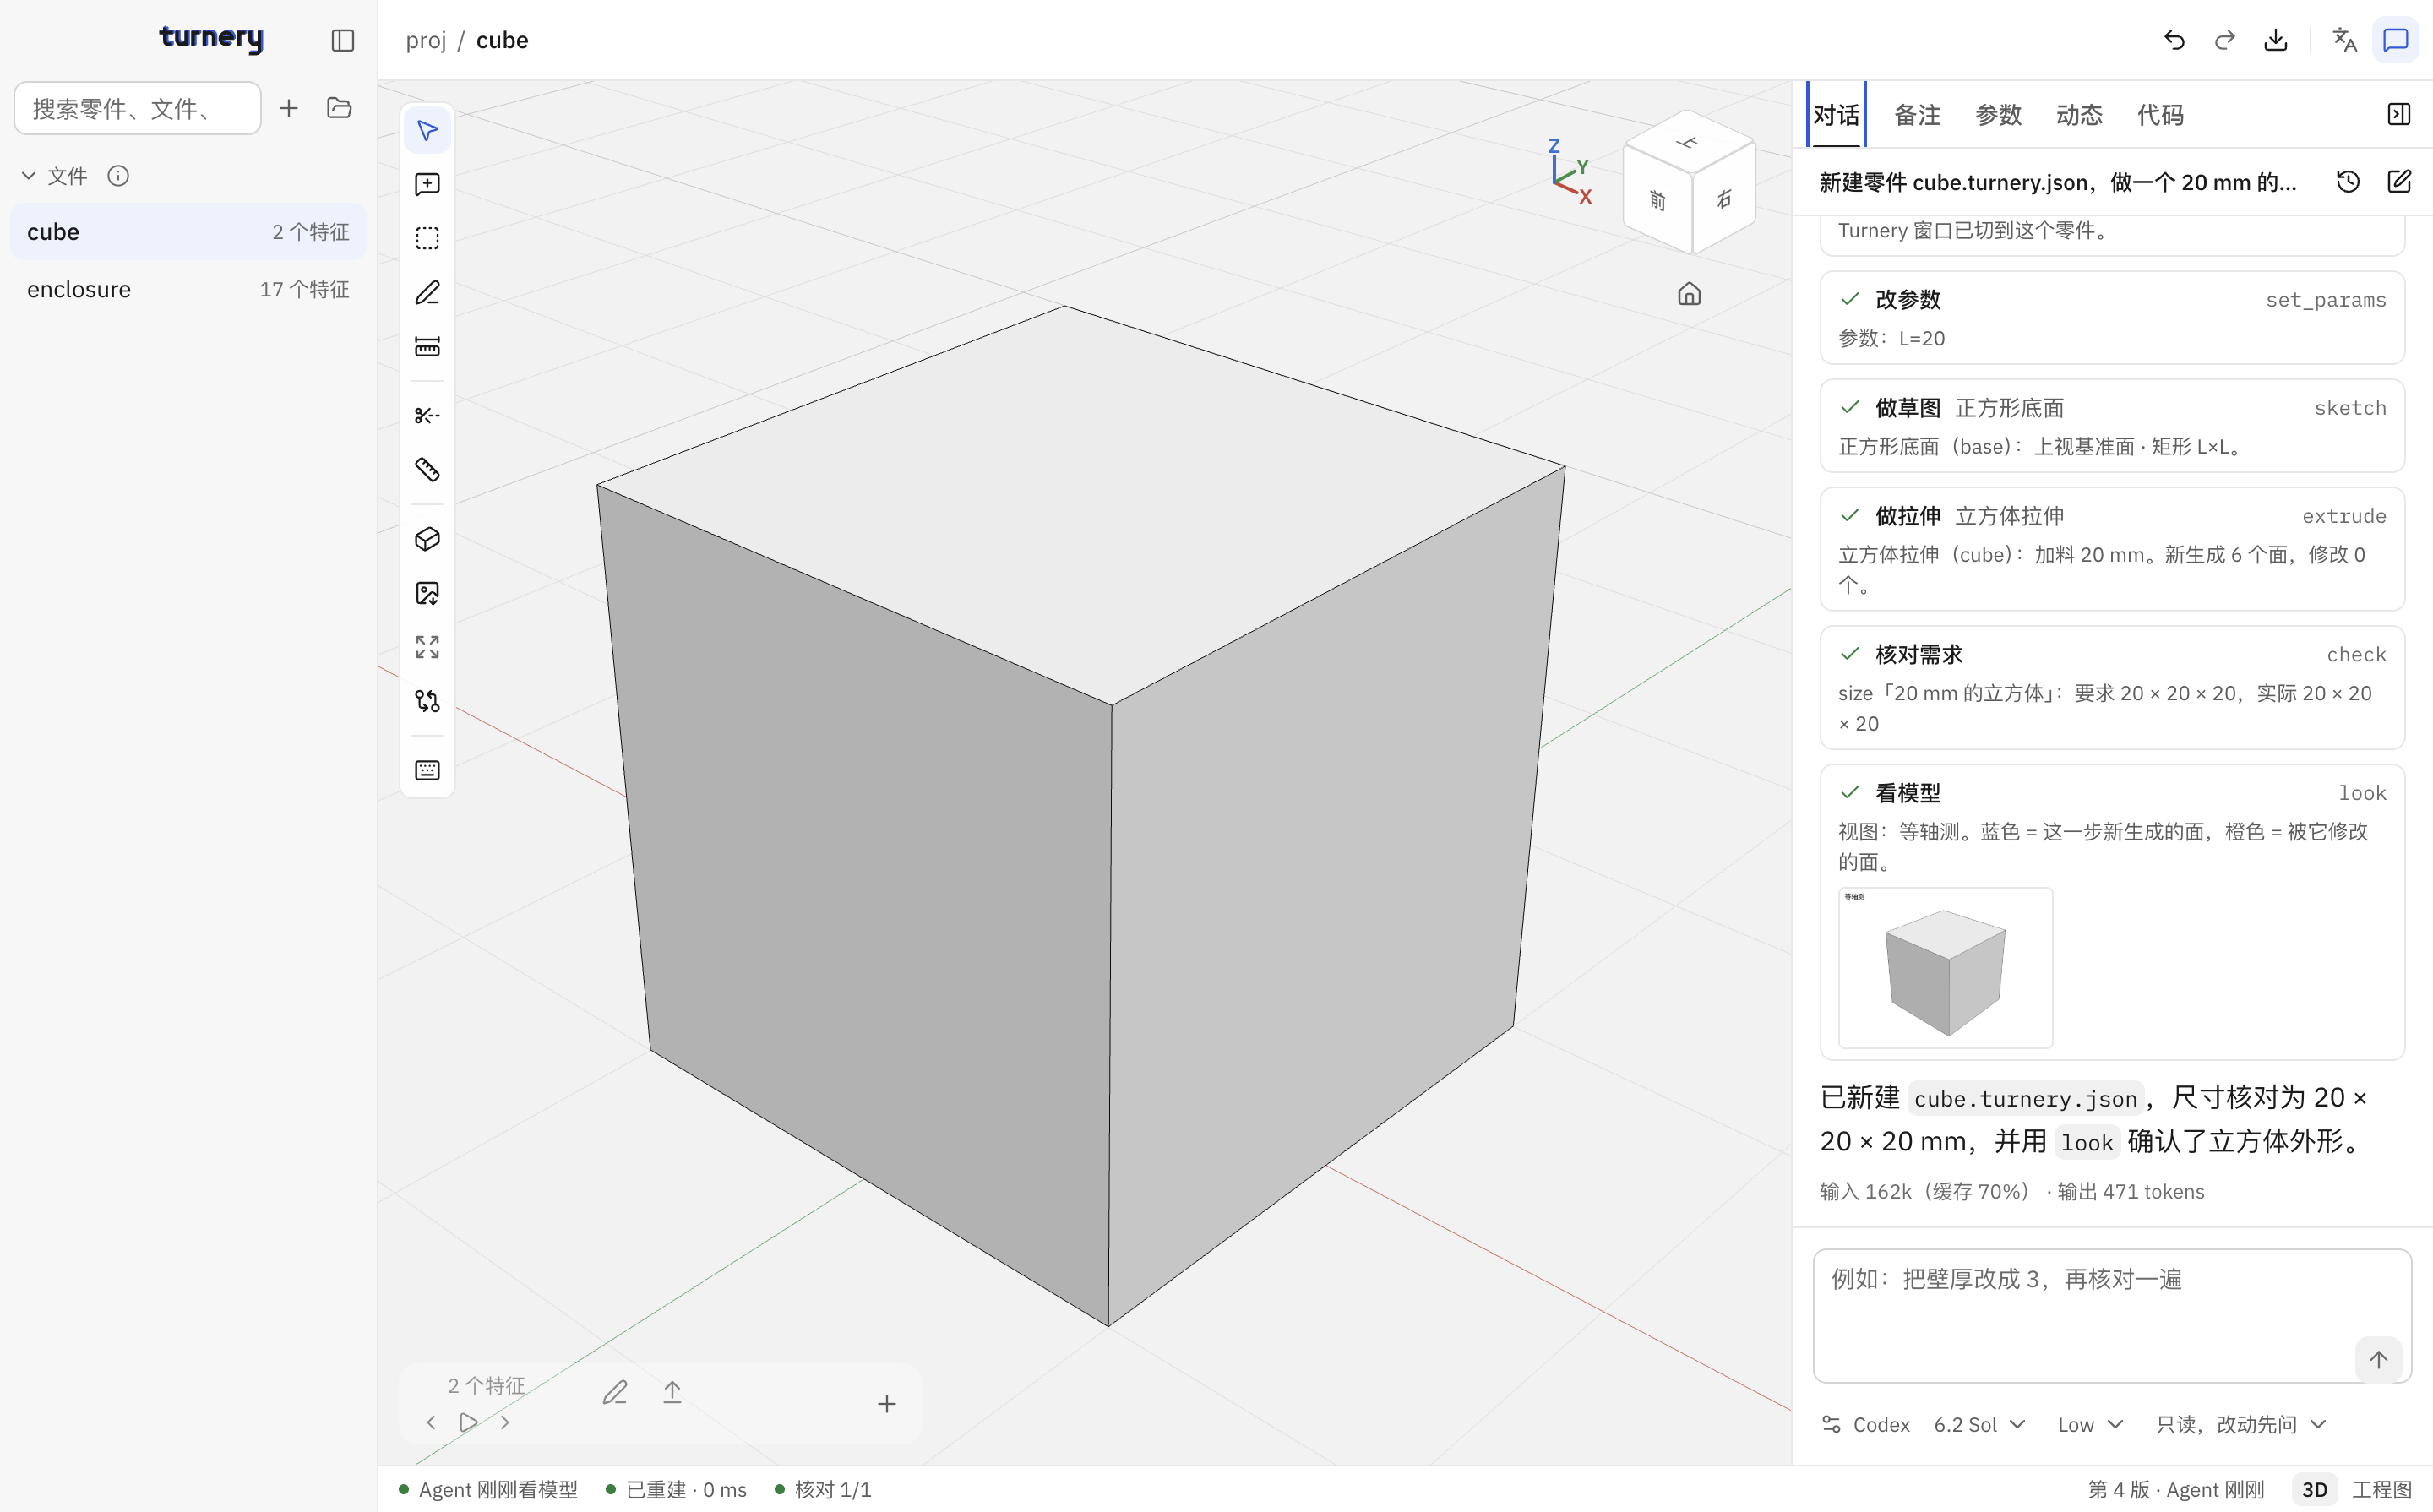 turnery
proj / cube
搜索零件、文件、
文件
cube 2 个特征
enclosure 17 个特征
Z
Y
X
上
前
右
对话 备注 参数 动态 代码
新建零件 cube.turnery.json，做一个 20 mm 的...
Turnery 窗口已切到这个零件。
改参数 set_params
参数：L=20
做草图 正方形底面 sketch
正方形底面（base）：上视基准面 · 矩形 L×L。
做拉伸 立方体拉伸 extrude
立方体拉伸（cube）：加料 20 mm。新生成 6 个面，修改 0
个。
核对需求 check
size「20 mm 的立方体」：要求 20 × 20 × 20，实际 20 × 20
× 20
看模型 look
视图：等轴测。蓝色 = 这一步新生成的面，橙色 = 被它修改
的面。
等轴测
已新建 cube.turnery.json，尺寸核对为 20 ×
20 × 20 mm，并用 look 确认了立方体外形。
输入 162k（缓存 70%） · 输出 471 tokens
例如：把壁厚改成 3，再核对一遍
Codex 6.2 Sol Low 只读，改动先问
2 个特征
Agent 刚刚看模型 已重建 · 0 ms 核对 1/1
第 4 版 · Agent 刚刚 3D 工程图